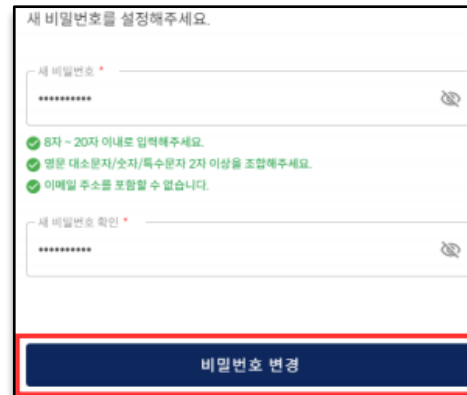 새 비밀번호를 설정해주세요.
새 비밀번호 *
••••••••••
8자 ~ 20자 이내로 입력해주세요.
영문 대소문자/숫자/특수문자 2자 이상을 조합해주세요.
이메일 주소를 포함할 수 없습니다.
새 비밀번호 확인 *
••••••••••
비밀번호 변경